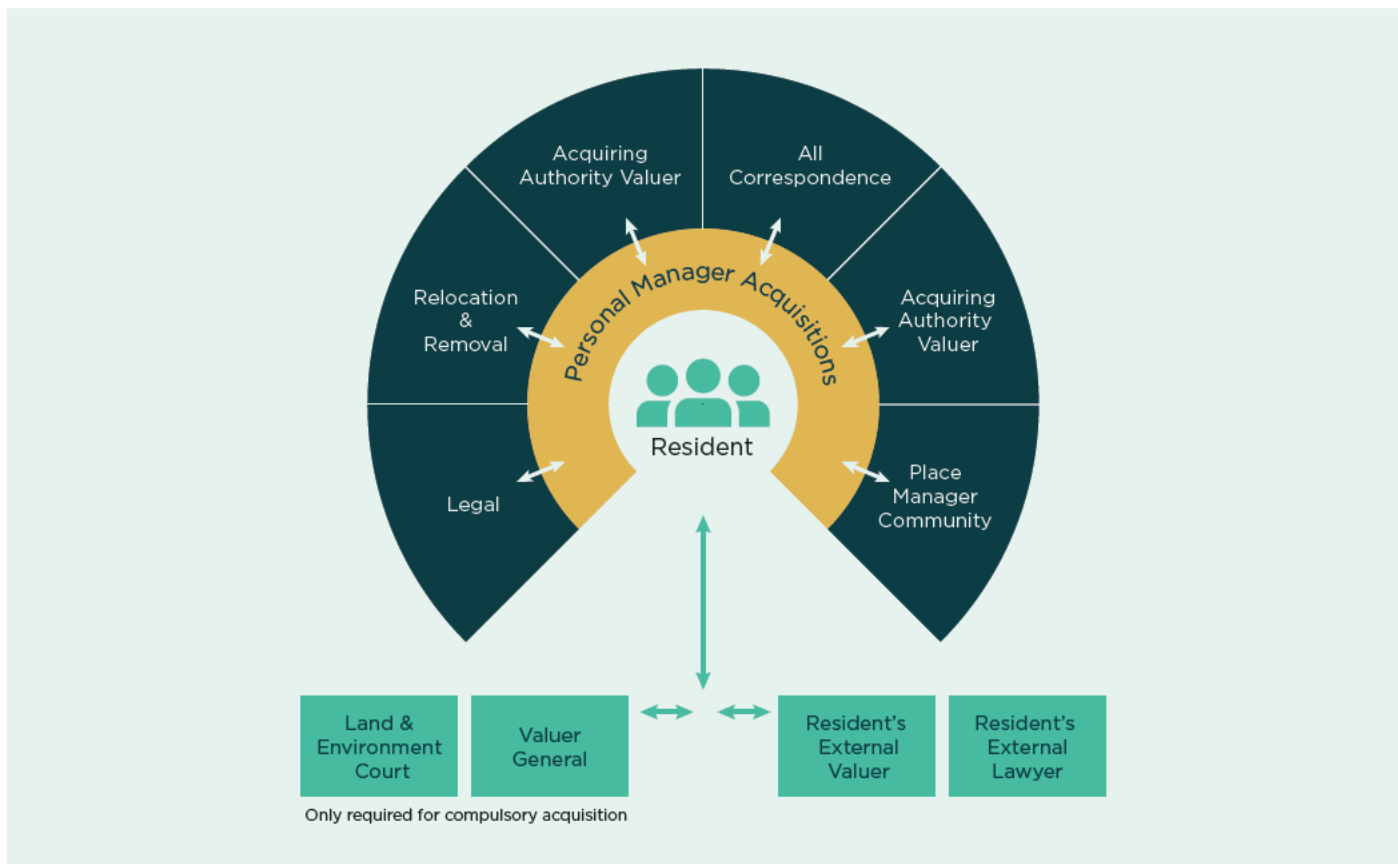 Acquiring
Authority Valuer
All
Correspondence
Relocation
&
Removal
Personal Manager Acquisitions
Acquiring
Authority
Valuer
Resident
Legal
Place
Manager
Community
Land &
Environment
Court
Valuer
General
Resident's
External
Valuer
Resident's
External
Lawyer
Only required for compulsory acquisition